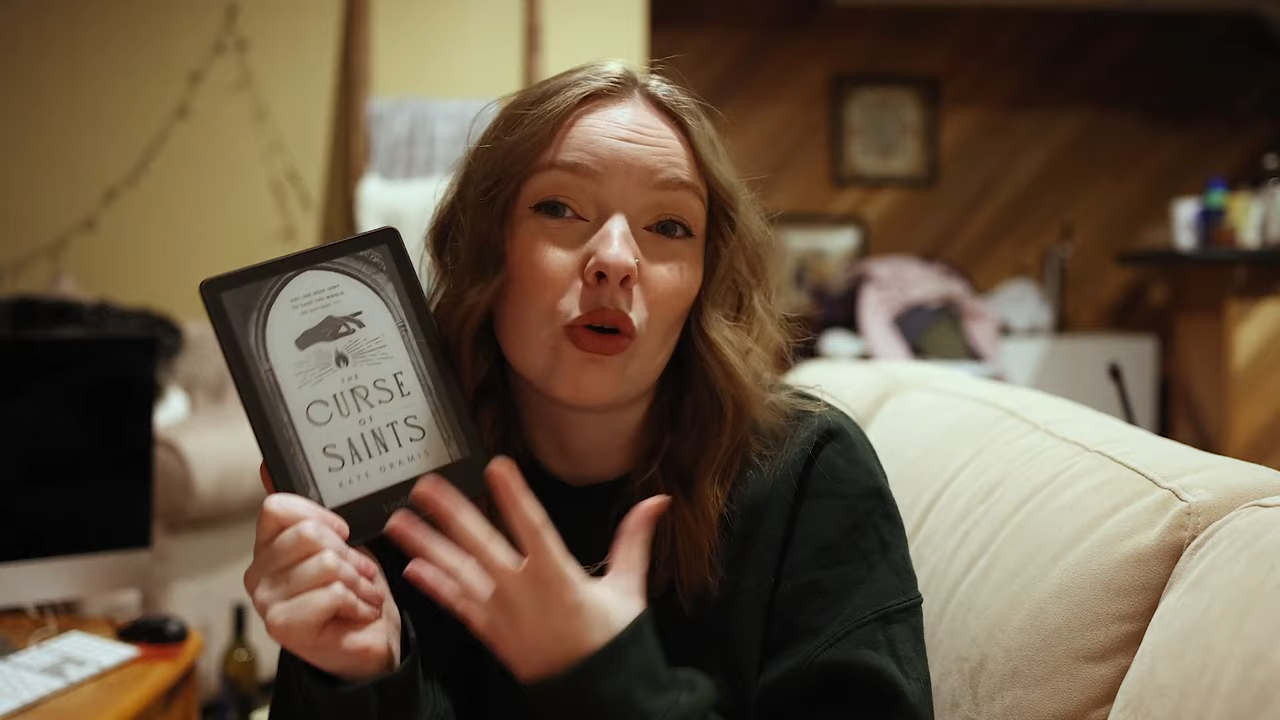 THE
CURSE
OF
SAINTS
KATE DRAMIS